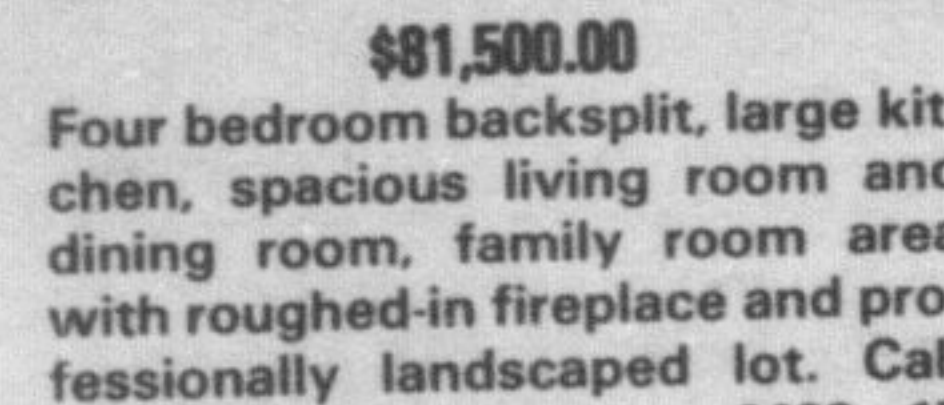 $81,500.00
Four bedroom backsplit, large kit
chen, spacious living room and
dining room, family room area
with roughed-in fireplace and pro
fessionally landscaped lot. Call